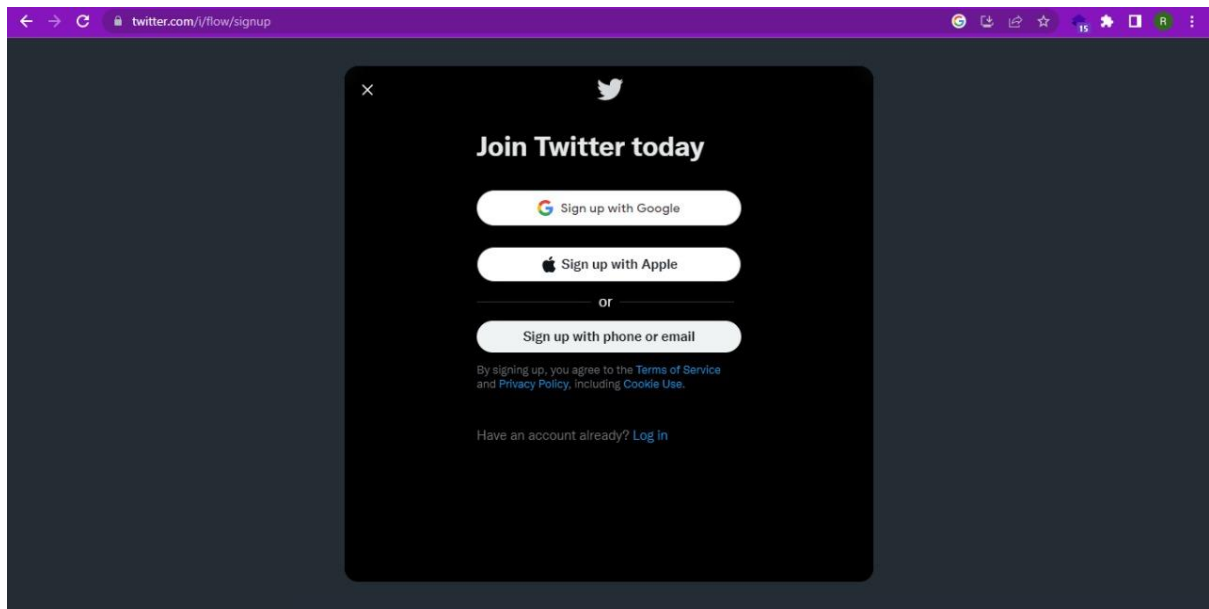 twitter.com/i/flow/signup
15
R
Join Twitter today
Sign up with Google
Sign up with Apple
or
Sign up with phone or email
By signing up, you agree to the Terms of Service
and Privacy Policy, including Cookie Use.
Have an account already? Log in